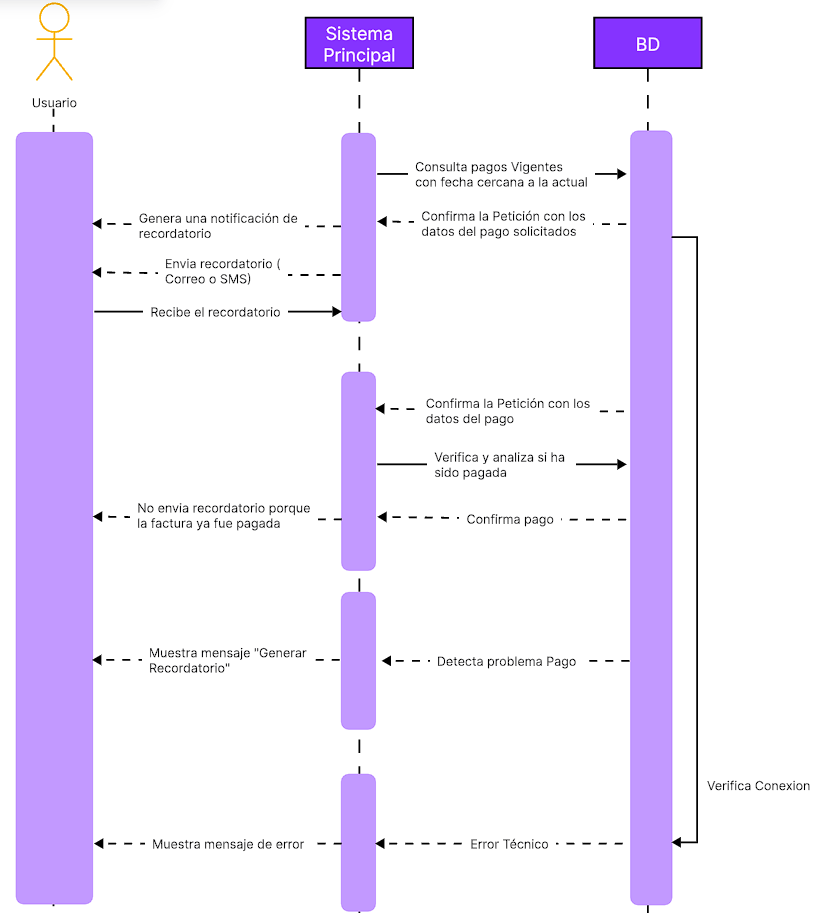 Usuario
Sistema
Principal
BD
Consulta pagos Vigentes
con fecha cercana a la actual
Genera una notificación de
recordatorio
Confirma la Petición con los
datos del pago solicitados
Envia recordatorio (
Correo o SMS)
Recibe el recordatorio
Confirma la Petición con los
datos del pago
Verifica y analiza si ha
sido pagada
No envia recordatorio porque
la factura ya fue pagada
Confirma pago
Muestra mensaje "Generar
Recordatorio"
Detecta problema Pago
Verifica Conexion
Muestra mensaje de error
Error Técnico